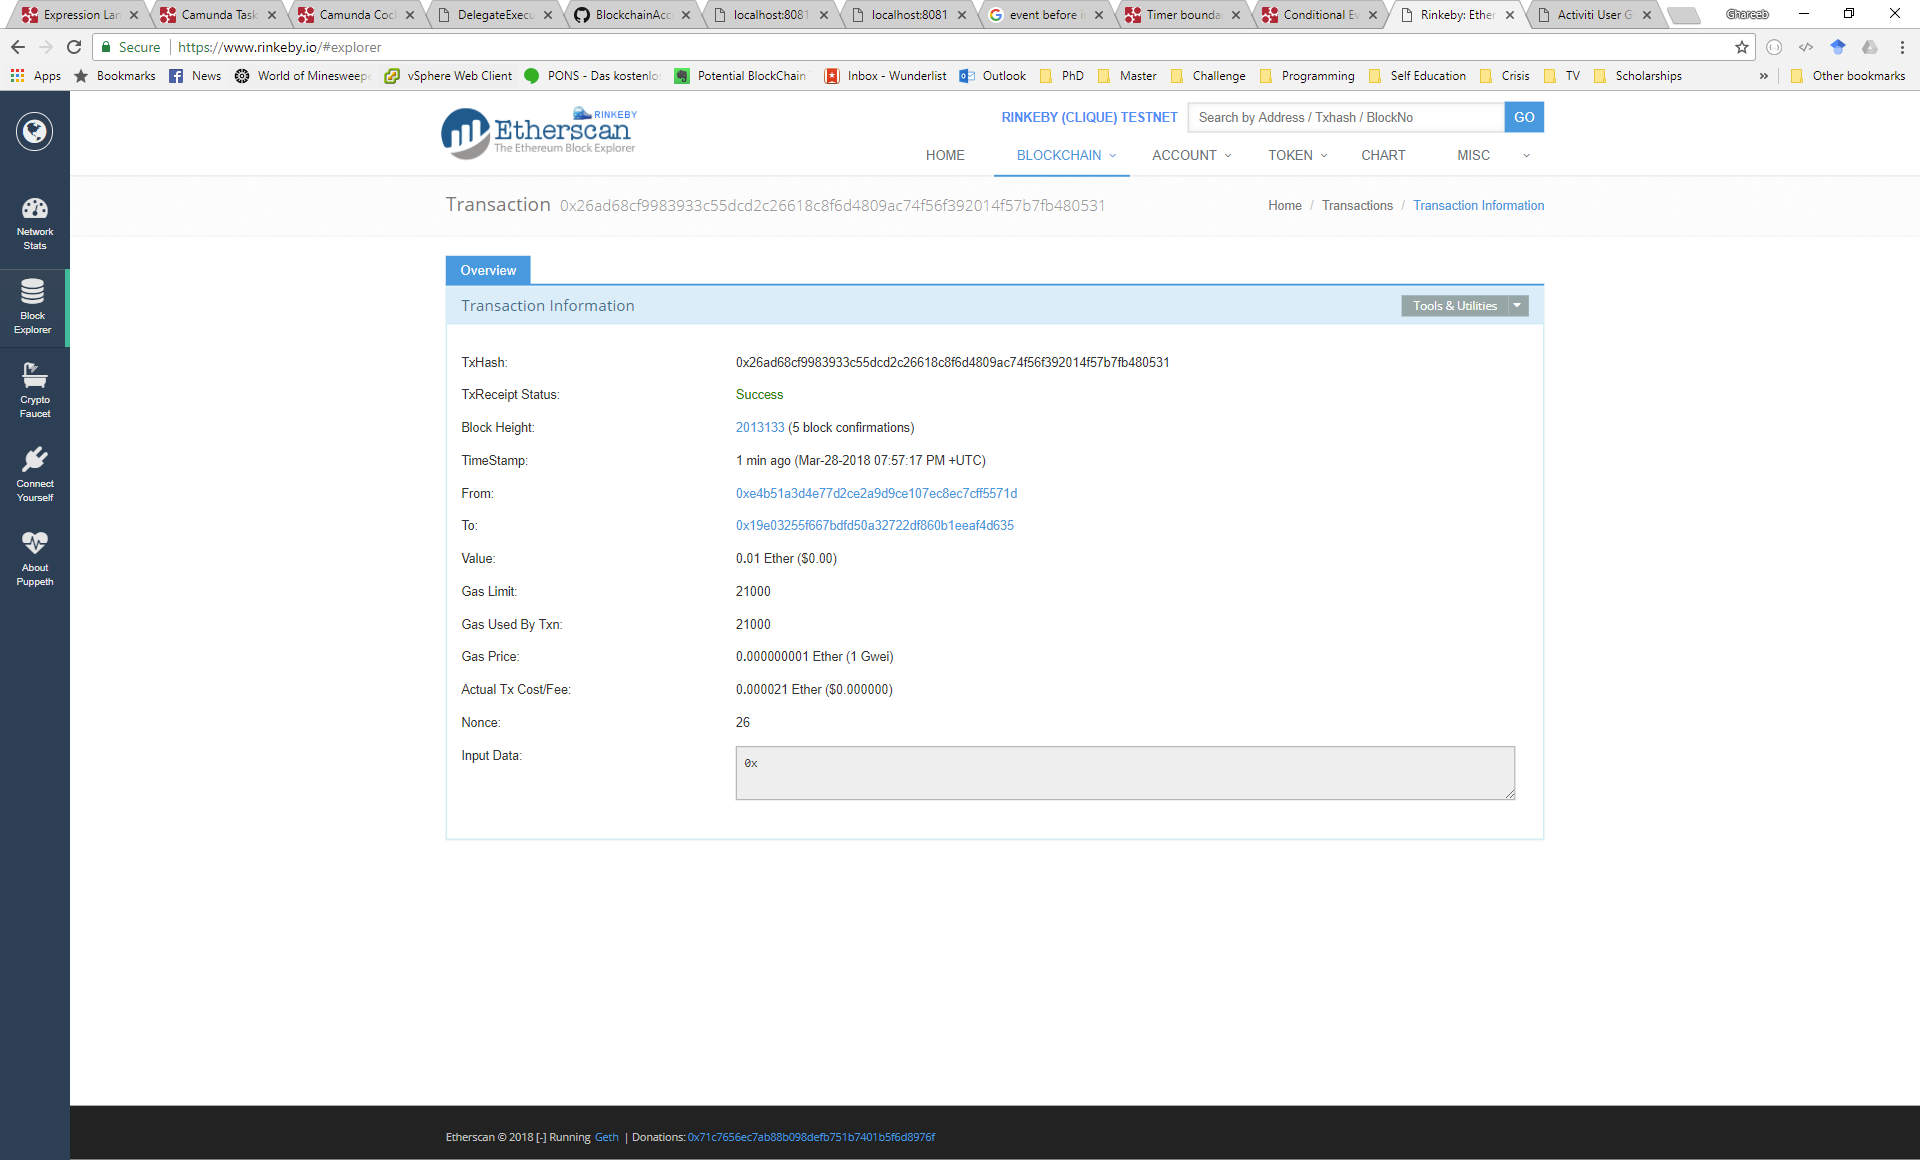 Expression Lan Camunda Task Camunda Coc DelegateExecu BlockchainAcc localhost:8081 localhost:8081 event before i Timer bounda Conditional Ev Rinkeby: Ether Activiti User G Ghareeb
Secure https://www.rinkeby.io/#explorer
Apps Bookmarks News World of Minesweep vSphere Web Client PONS - Das kostenlo Potential BlockChain Inbox - Wunderlist Outlook PhD Master Challenge Programming Self Education Crisis TV Scholarships » Other bookmarks
RINKEBY
Etherscan
The Ethereum Block Explorer
RINKEBY (CLIQUE) TESTNET Search by Address / Txhash / BlockNo GO
HOME BLOCKCHAIN ACCOUNT TOKEN CHART MISC
Network
Stats
Block
Explorer
Crypto
Faucet
Connect
Yourself
About
Puppeth
Transaction 0x26ad68cf9983933c55dcd2c26618c8f6d4809ac74f56f392014f57b7fb480531
Home / Transactions / Transaction Information
Overview
Transaction Information Tools & Utilities
TxHash: 0x26ad68cf9983933c55dcd2c26618c8f6d4809ac74f56f392014f57b7fb480531
TxReceipt Status: Success
Block Height: 2013133 (5 block confirmations)
TimeStamp: 1 min ago (Mar-28-2018 07:57:17 PM +UTC)
From: 0xe4b51a3d4e77d2ce2a9d9ce107ec8ec7cff5571d
To: 0x19e03255f667bdfd50a32722df860b1eeaf4d635
Value: 0.01 Ether ($0.00)
Gas Limit: 21000
Gas Used By Txn: 21000
Gas Price: 0.000000001 Ether (1 Gwei)
Actual Tx Cost/Fee: 0.000021 Ether ($0.000000)
Nonce: 26
Input Data: 0x
Etherscan © 2018 [-] Running Geth | Donations: 0x71c7656ec7ab88b098defb751b7401b5f6d8976f